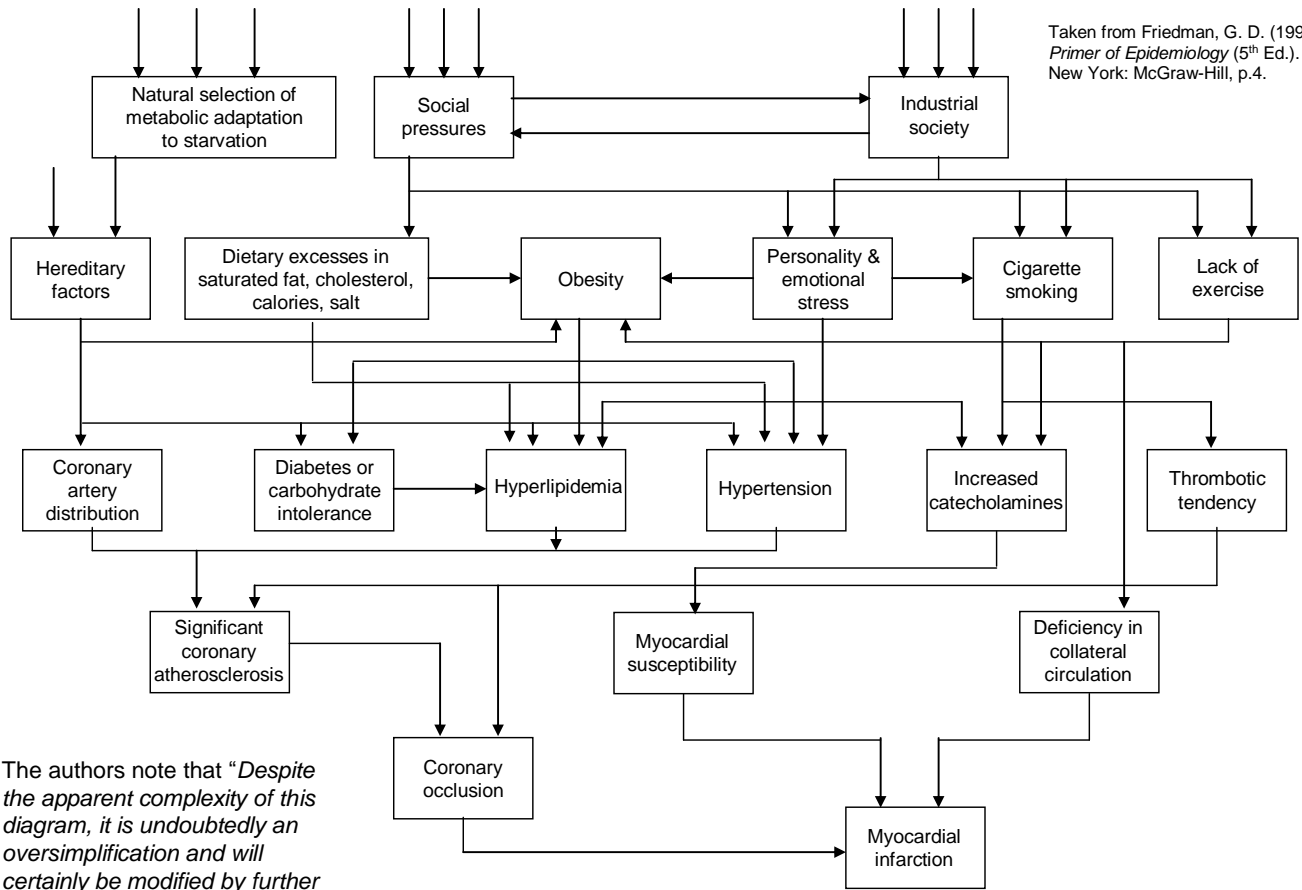 Taken from Friedman, G. D. (199
Primer of Epidemiology (5th Ed.).
New York: McGraw-Hill, p.4.
Natural selection of
metabolic adaptation
to starvation
Social
pressures
Industrial
society
Hereditary
factors
Dietary excesses in
saturated fat, cholesterol,
calories, salt
Obesity
Personality &
emotional
stress
Cigarette
smoking
Lack of
exercise
Coronary
artery
distribution
Diabetes or
carbohydrate
intolerance
Hyperlipidemia
Hypertension
Increased
catecholamines
Thrombotic
tendency
Significant
coronary
atherosclerosis
Myocardial
susceptibility
Deficiency in
collateral
circulation
Coronary
occlusion
Myocardial
infarction
The authors note that “Despite
the apparent complexity of this
diagram, it is undoubtedly an
oversimplification and will
certainly be modified by further